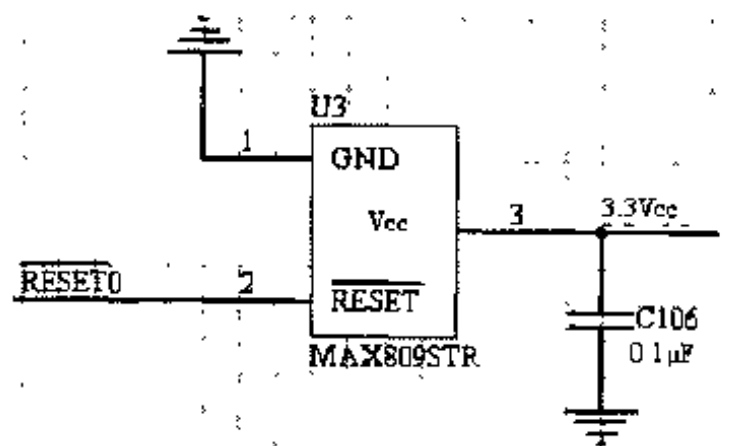 U3
1
GND
Vcc
3
3.3Vcc
RESET0
2
RESET
C106
0.1μF
MAX809STR